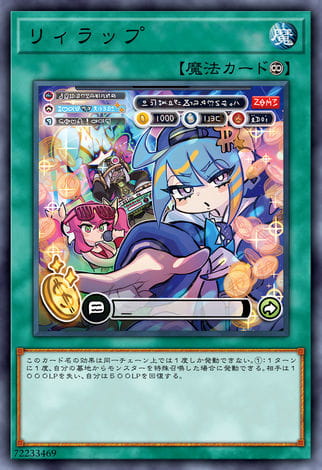 リィラップ
魔
【魔法カード】
1000
このカード名の効果は同一チェーン上では１度しか発動できない。①：１ターン
に１度、自分の墓地からモンスターを特殊召喚した場合に発動できる。相手は１
０００LPを失い、自分は５００LPを回復する。
72233469